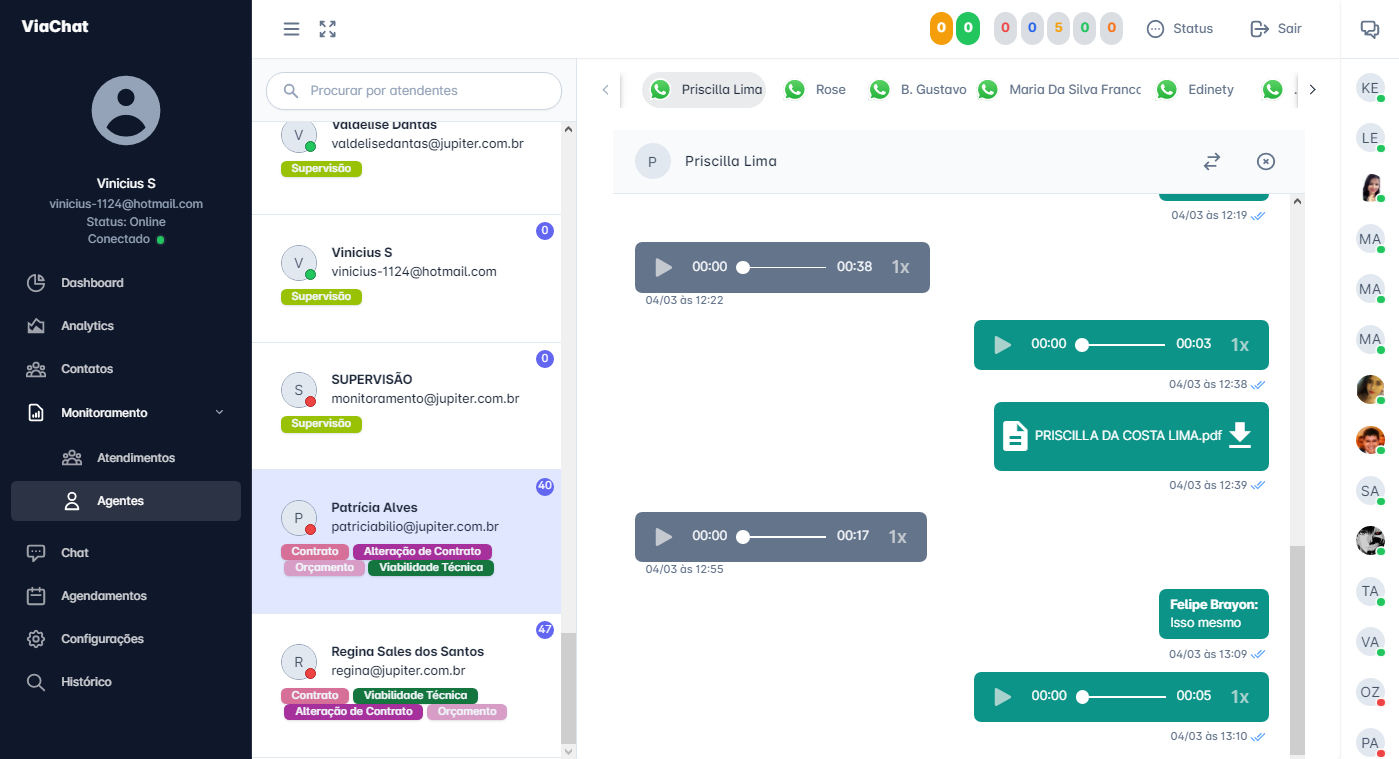 ViaChat
Vinicius S
vinicius-1124@hotmail.com
Status: Online
Conectado
Dashboard
Analytics
Contatos
Monitoramento
Atendimentos
Agentes
Chat
Agendamentos
Configurações
Histórico
0 0 0 0 5 0 0
Status
Sair
Procurar por atendentes
V
Valdelise Dantas
valdelisedantas@jupiter.com.br
Supervisão
0
V
Vinicius S
vinicius-1124@hotmail.com
Supervisão
0
S
SUPERVISÃO
monitoramento@jupiter.com.br
Supervisão
40
P
Patrícia Alves
patriciabilio@jupiter.com.br
Contrato Alteração de Contrato
Orçamento Viabilidade Técnica
47
R
Regina Sales dos Santos
regina@jupiter.com.br
Contrato Viabilidade Técnica
Alteração de Contrato Orçamento
Priscilla Lima Rose B. Gustavo Maria Da Silva Franco Edinety
P Priscilla Lima
04/03 às 12:19
00:00 00:38 1x
04/03 às 12:22
00:00 00:03 1x
04/03 às 12:38
PRISCILLA DA COSTA LIMA.pdf
04/03 às 12:39
00:00 00:17 1x
04/03 às 12:55
Felipe Brayon:
Isso mesmo
04/03 às 13:09
00:00 00:05 1x
04/03 às 13:10
KE
LE
MA
MA
MA
SA
TA
VA
OZ
PA